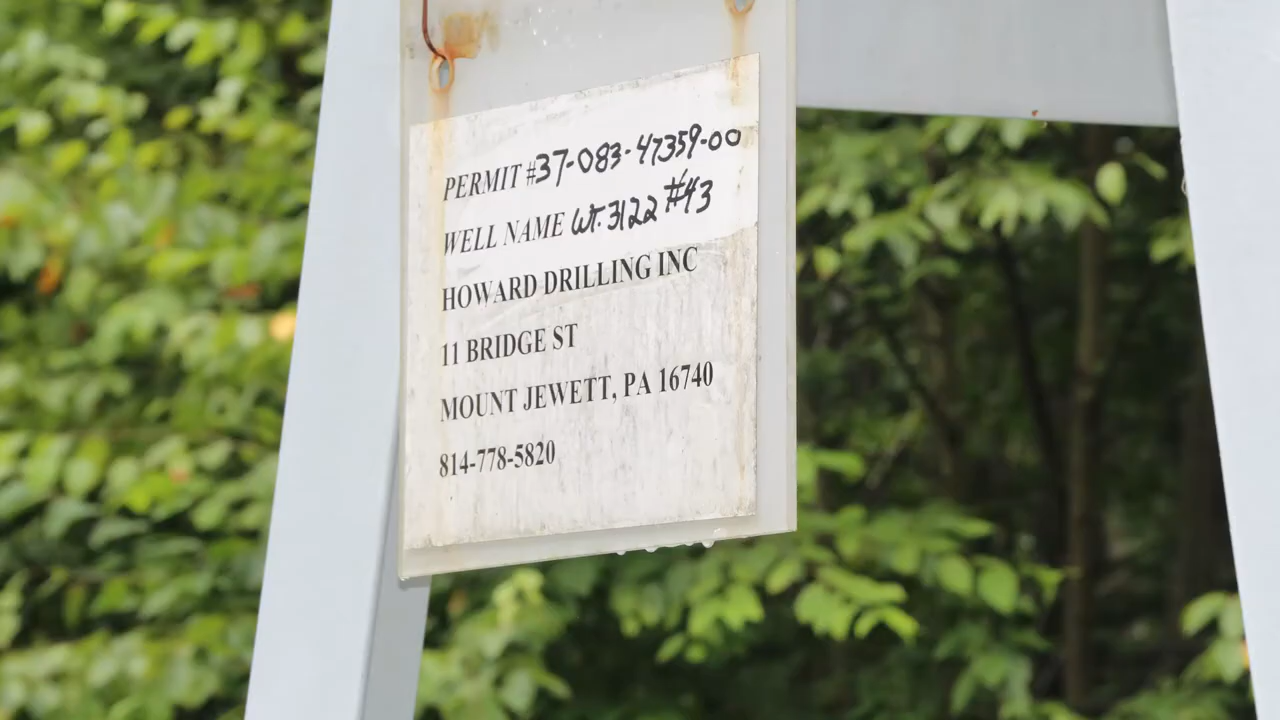 PERMIT #37-083-47359-00
WELL NAME WT. 3122 #43
HOWARD DRILLING INC
11 BRIDGE ST
MOUNT JEWETT, PA 16740
814-778-5820